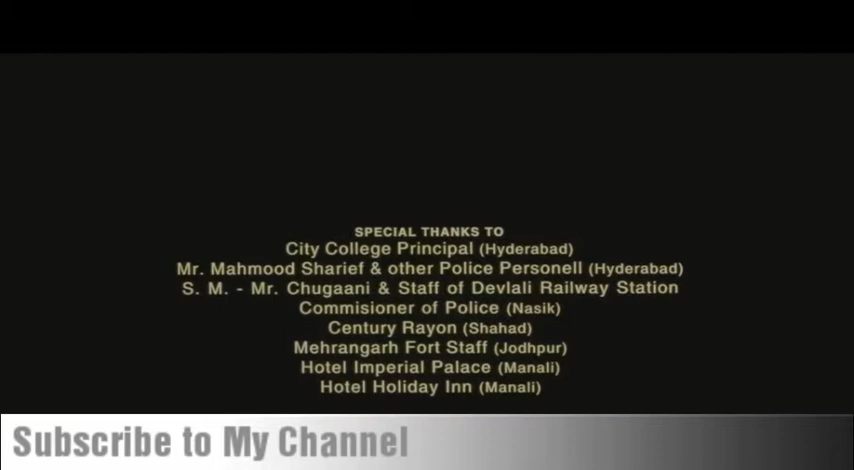 SPECIAL THANKS TO
City College Principal (Hyderabad)
Mr. Mahmood Sharief & other Police Personell (Hyderabad)
S. M. - Mr. Chugaani & Staff of Devlali Railway Station
Commisioner of Police (Nasik)
Century Rayon (Shahad)
Mehrangarh Fort Staff (Jodhpur)
Hotel Imperial Palace (Manali)
Hotel Holiday Inn (Manali)
Subscribe to My Channel